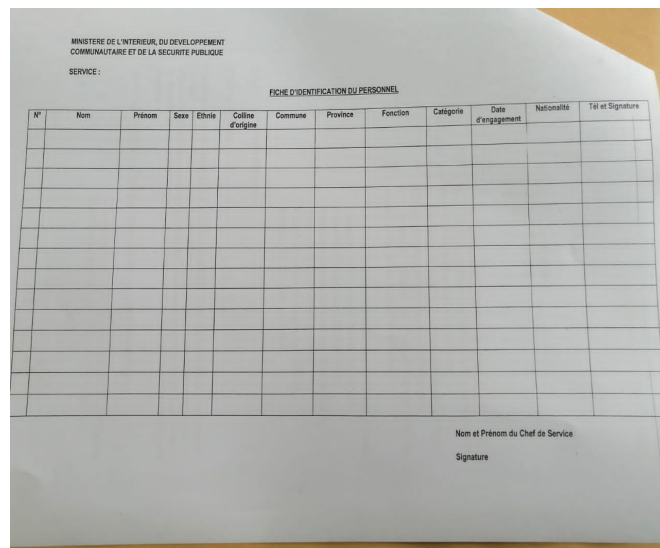 MINISTERE DE L'INTERIEUR, DU DEVELOPPEMENT
COMMUNAUTAIRE ET DE LA SECURITE PUBLIQUE
SERVICE :
FICHE D'IDENTIFICATION DU PERSONNEL
N° Nom Prénom Sexe Ethnie Colline d'origine Commune Province Fonction Catégorie Date d'engagement Nationalité Tél et Signature
Nom et Prénom du Chef de Service
Signature